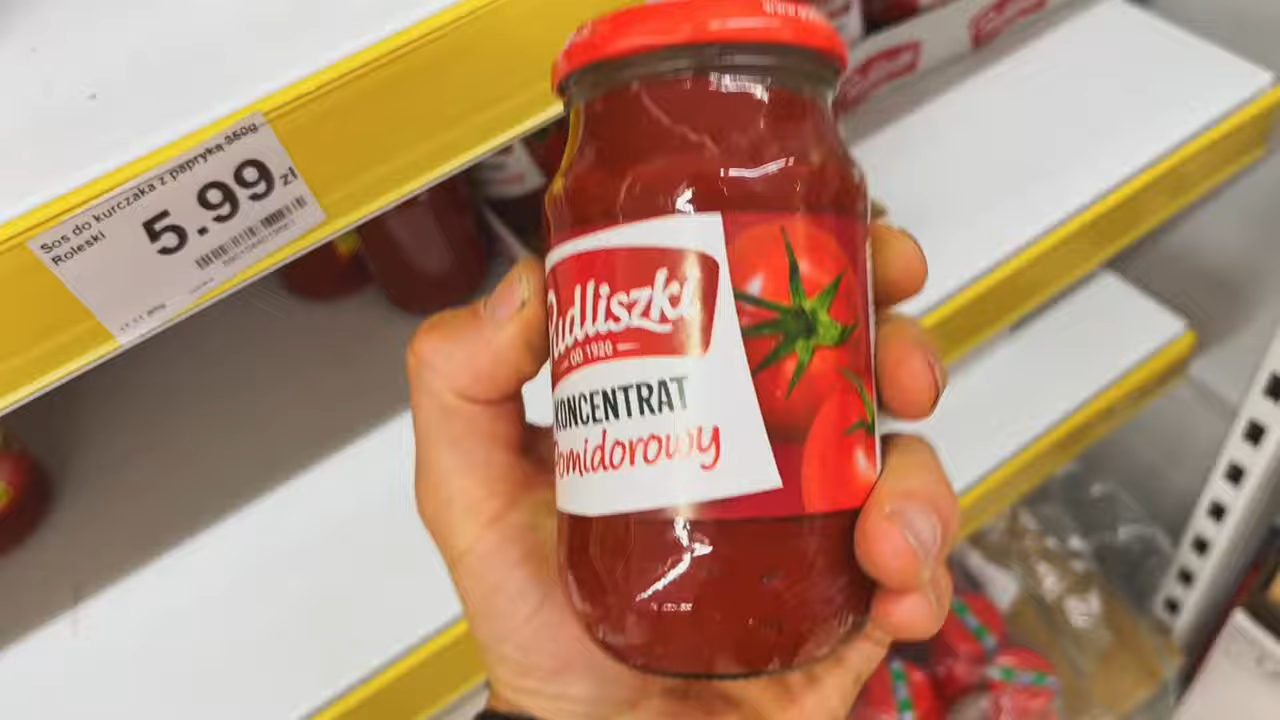 Sos do kurczaka z papryką 350g
Roleski
5.99 zł
Pudliszki
OD 1920
KONCENTRAT
Pomidorowy